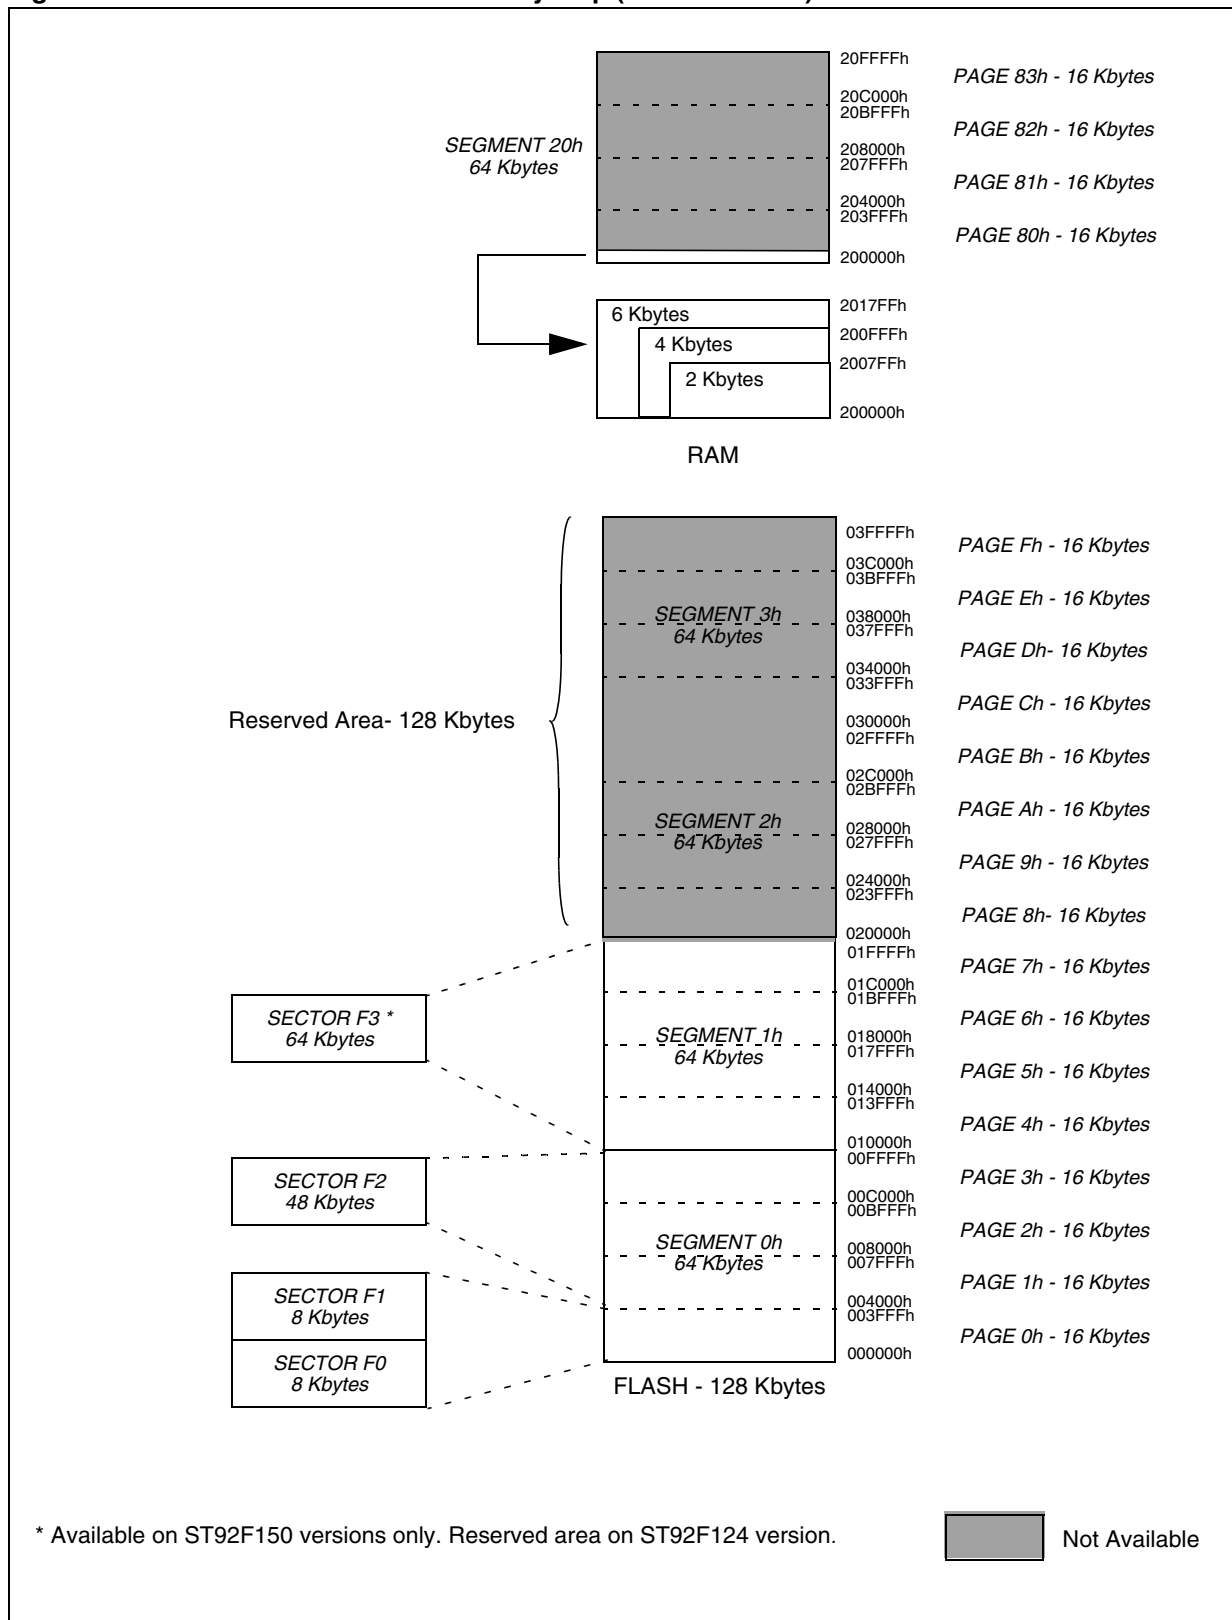 20FFFFh
PAGE 83h - 16 Kbytes
20C000h
20BFFFh
PAGE 82h - 16 Kbytes
SEGMENT 20h
64 Kbytes
208000h
207FFFh
PAGE 81h - 16 Kbytes
204000h
203FFFh
PAGE 80h - 16 Kbytes
200000h
6 Kbytes
2017FFh
4 Kbytes
200FFFh
2 Kbytes
2007FFh
200000h
RAM
03FFFFh
PAGE Fh - 16 Kbytes
03C000h
03BFFFh
PAGE Eh - 16 Kbytes
SEGMENT 3h
64 Kbytes
038000h
037FFFh
PAGE Dh- 16 Kbytes
034000h
033FFFh
PAGE Ch - 16 Kbytes
Reserved Area- 128 Kbytes
030000h
02FFFFh
PAGE Bh - 16 Kbytes
02C000h
02BFFFh
PAGE Ah - 16 Kbytes
SEGMENT 2h
64 Kbytes
028000h
027FFFh
PAGE 9h - 16 Kbytes
024000h
023FFFh
PAGE 8h- 16 Kbytes
020000h
01FFFFh
PAGE 7h - 16 Kbytes
01C000h
01BFFFh
PAGE 6h - 16 Kbytes
SECTOR F3 *
64 Kbytes
SEGMENT 1h
64 Kbytes
018000h
017FFFh
PAGE 5h - 16 Kbytes
014000h
013FFFh
PAGE 4h - 16 Kbytes
010000h
00FFFFh
PAGE 3h - 16 Kbytes
SECTOR F2
48 Kbytes
00C000h
00BFFFh
PAGE 2h - 16 Kbytes
SEGMENT 0h
64 Kbytes
008000h
007FFFh
PAGE 1h - 16 Kbytes
SECTOR F1
8 Kbytes
004000h
003FFFh
PAGE 0h - 16 Kbytes
SECTOR F0
8 Kbytes
000000h
FLASH - 128 Kbytes
* Available on ST92F150 versions only. Reserved area on ST92F124 version.
Not Available